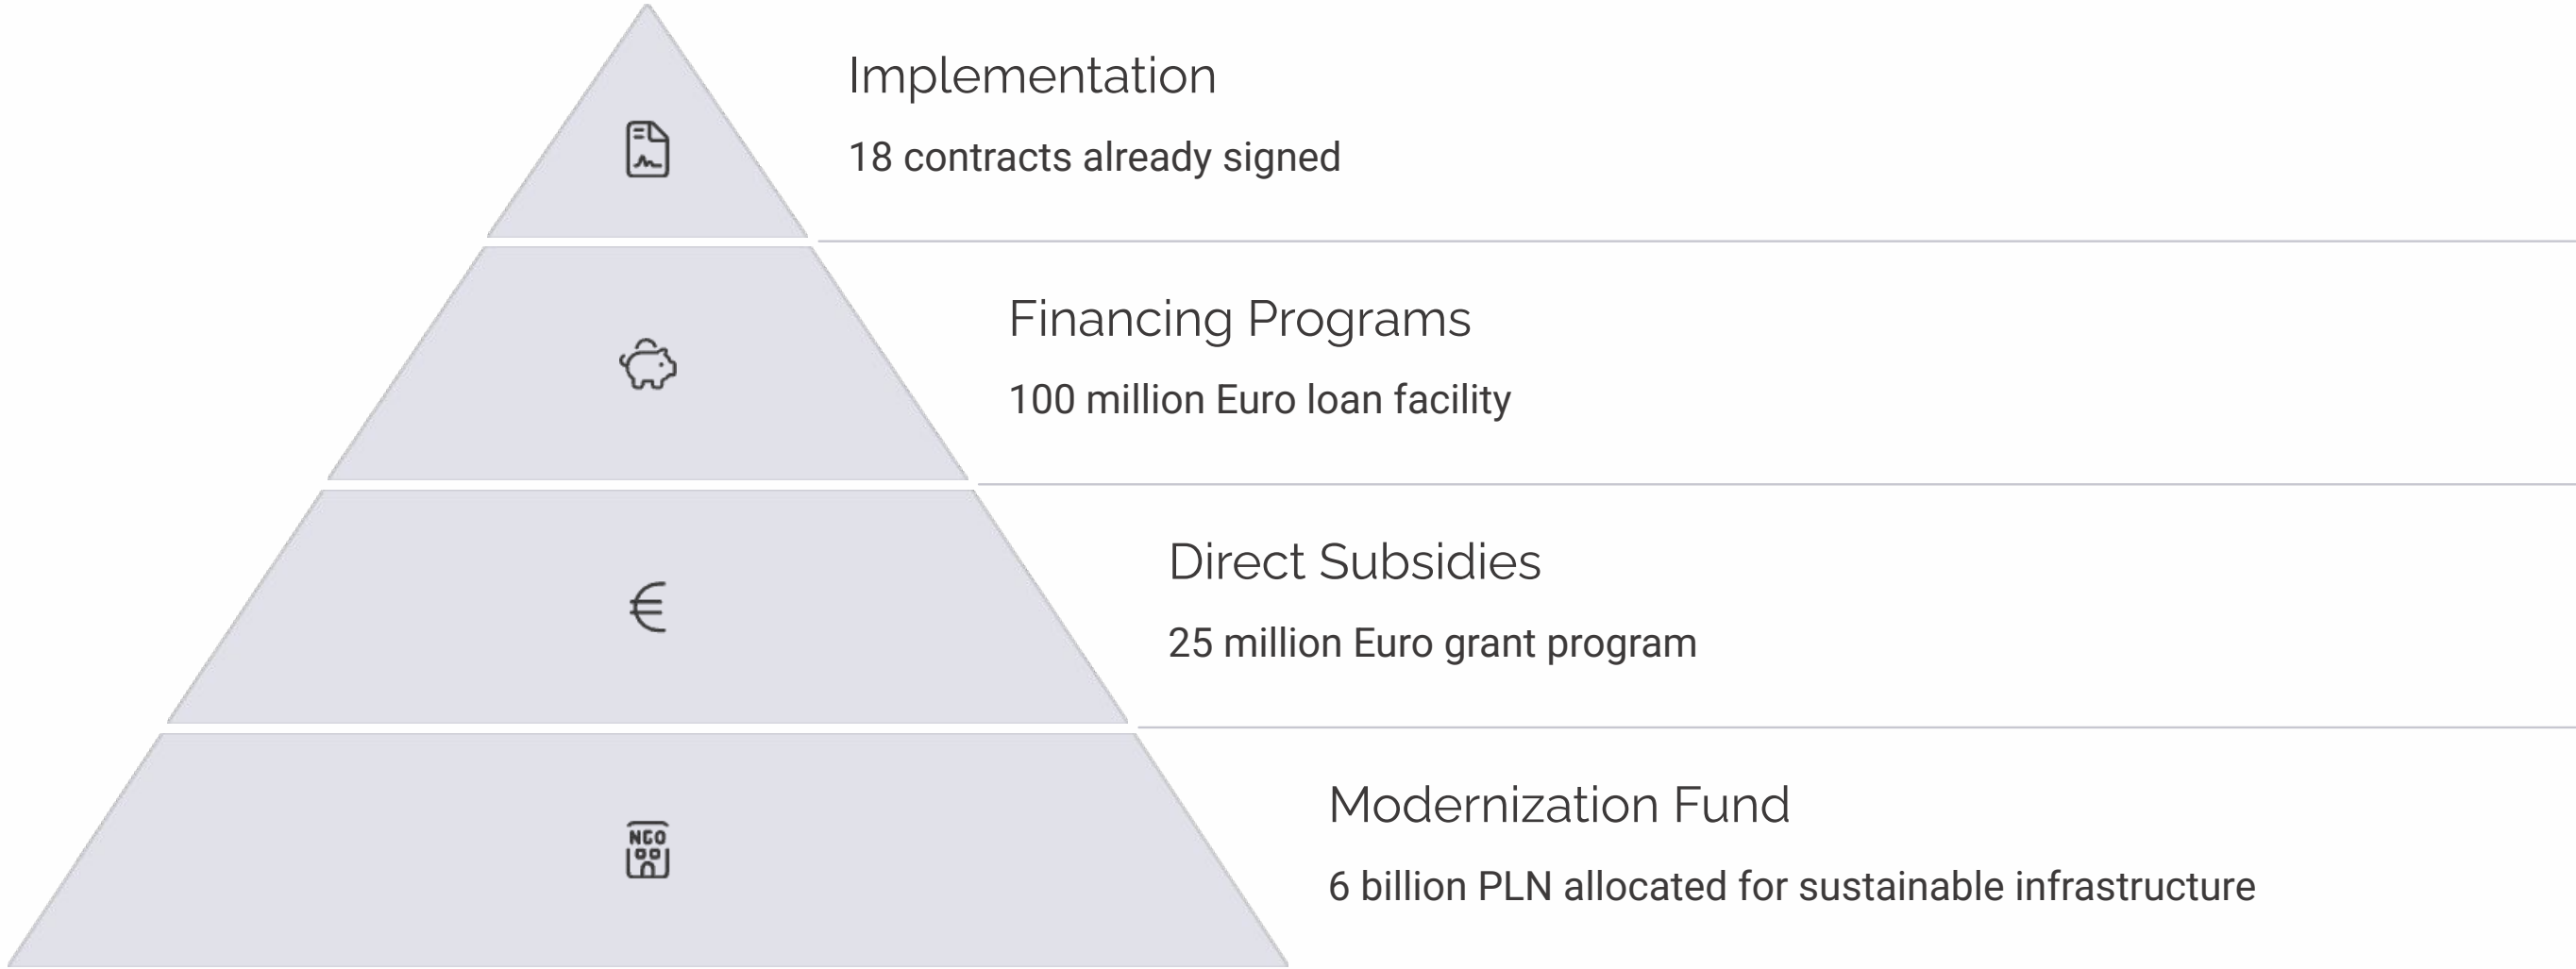 Implementation
18 contracts already signed
Financing Programs
100 million Euro loan facility
€
Direct Subsidies
25 million Euro grant program
Modernization Fund
NGO
6 billion PLN allocated for sustainable infrastructure